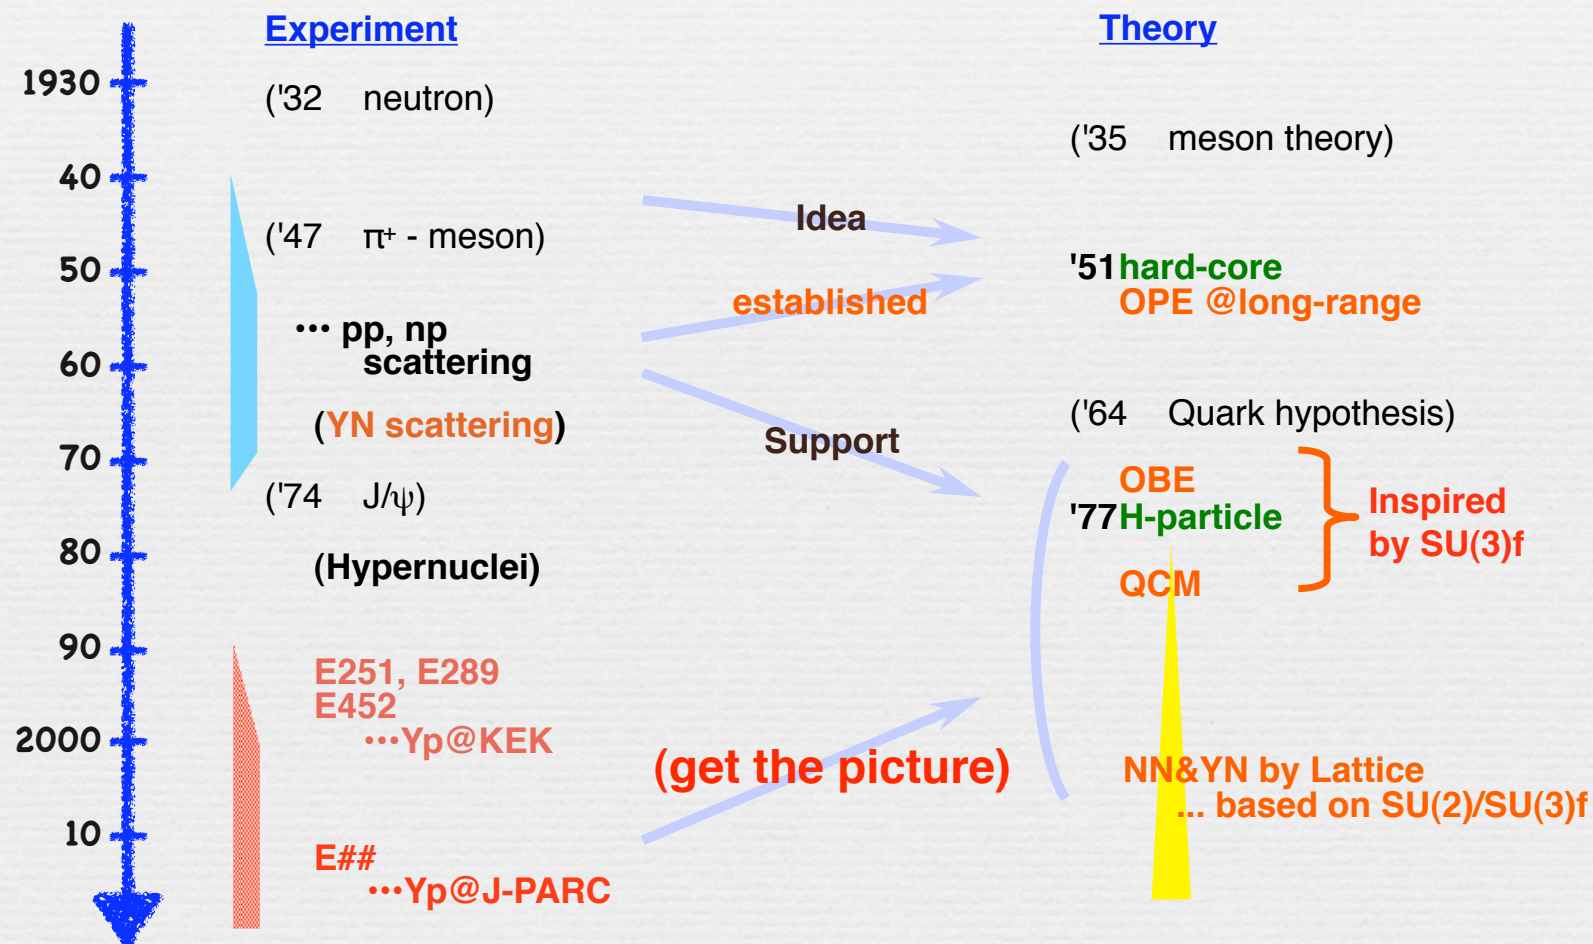 Experiment
Theory
1930
('32 neutron)
('35 meson theory)
40
Idea
('47 π⁺ - meson)
50
'51 hard-core
established
OPE @long-range
··· pp, np
scattering
60
('64 Quark hypothesis)
(YN scattering)
Support
70
OBE
Inspired
('74 J/ψ)
'77 H-particle
by SU(3)f
80
(Hypernuclei)
QCM
90
E251, E289
E452
2000
···Yp@KEK
(get the picture)
NN&YN by Lattice
... based on SU(2)/SU(3)f
10
E##
···Yp@J-PARC